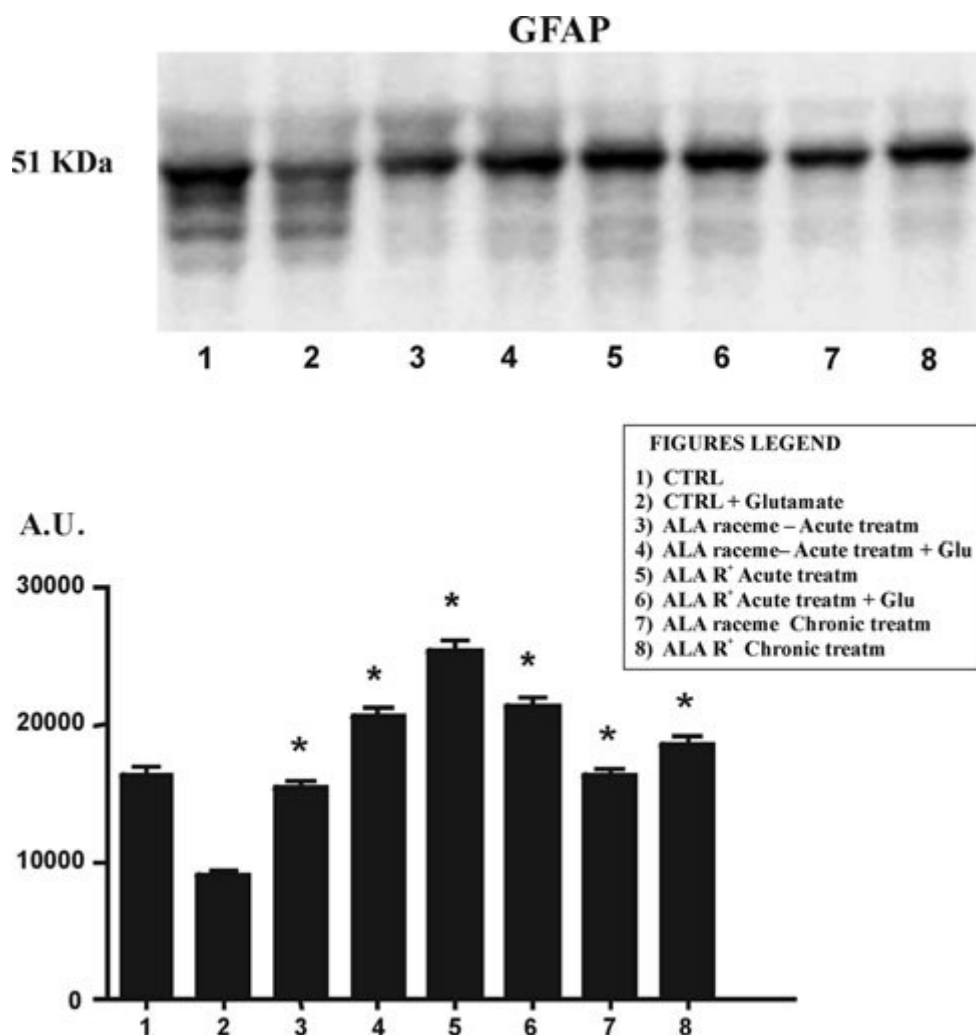 GFAP
51 KDa
1 2 3 4 5 6 7 8
FIGURES LEGEND
1) CTRL
2) CTRL + Glutamate
3) ALA raceme – Acute treatm
4) ALA raceme– Acute treatm + Glu
5) ALA R⁺ Acute treatm
6) ALA R⁺ Acute treatm + Glu
7) ALA raceme Chronic treatm
8) ALA R⁺ Chronic treatm
A.U.
30000
* * * * * *
20000
10000
0
1 2 3 4 5 6 7 8